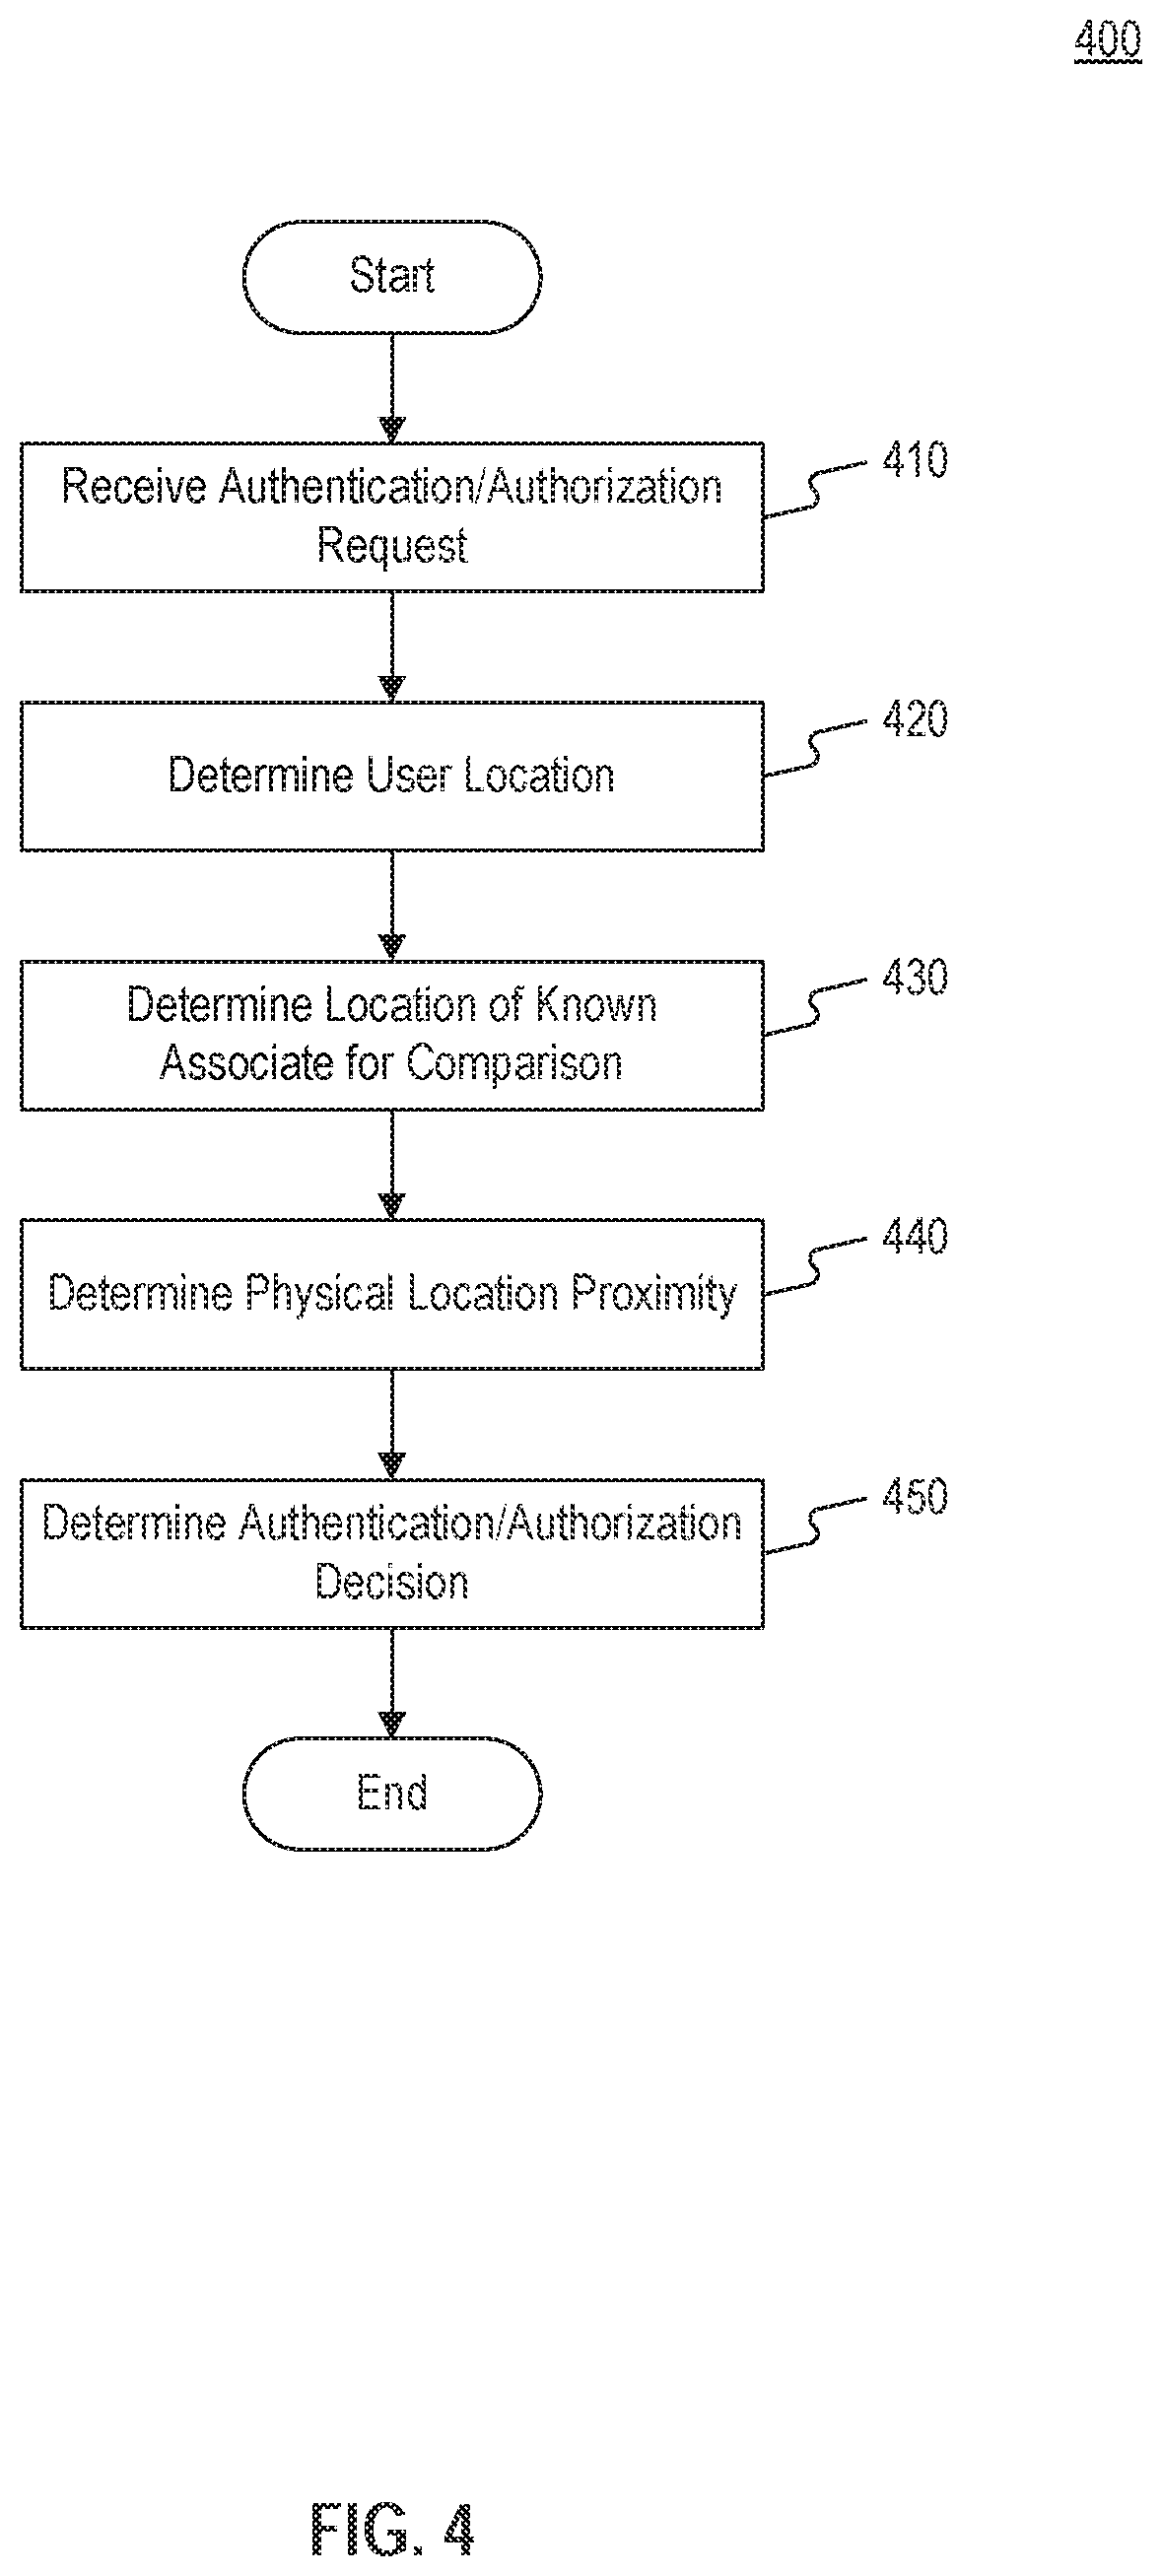 400
Start
Receive Authentication/Authorization
Request
410
Determine User Location
420
Determine Location of Known
Associate for Comparison
430
Determine Physical Location Proximity
440
Determine Authentication/Authorization
Decision
450
End
FIG. 4